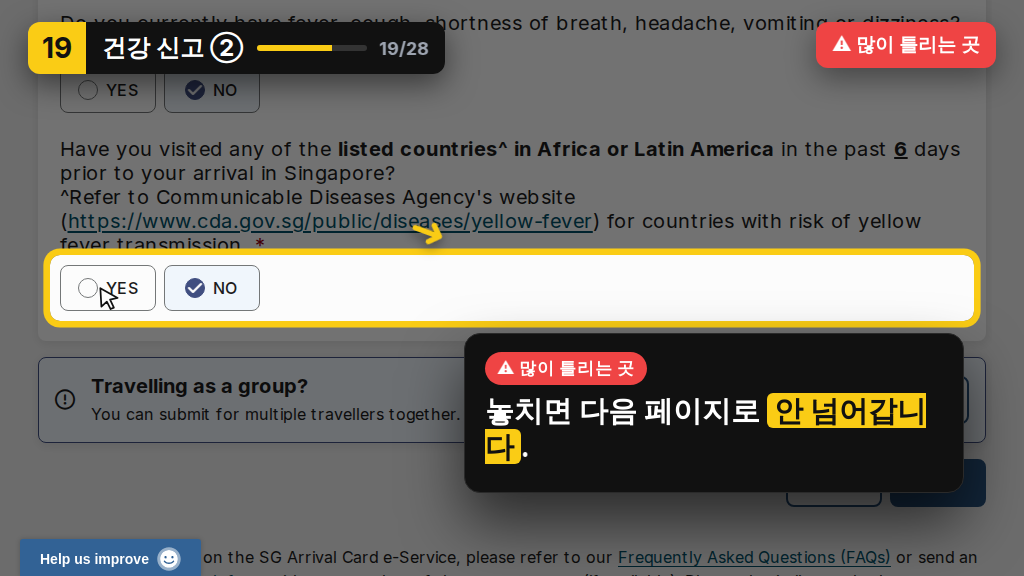 Do you currently have fever, cough, shortness of breath, headache, vomiting or dizziness?
19 건강 신고 ② 19/28
⚠ 많이 틀리는 곳
YES NO
Have you visited any of the listed countries^ in Africa or Latin America in the past 6 days
prior to your arrival in Singapore?
^Refer to Communicable Diseases Agency's website
(https://www.cda.gov.sg/public/diseases/yellow-fever) for countries with risk of yellow
fever transmission. *
YES NO
⚠ 많이 틀리는 곳
놓치면 다음 페이지로 안 넘어갑니
다.
Travelling as a group?
You can submit for multiple travellers together.
Help us improve
on the SG Arrival Card e-Service, please refer to our Frequently Asked Questions (FAQs) or send an